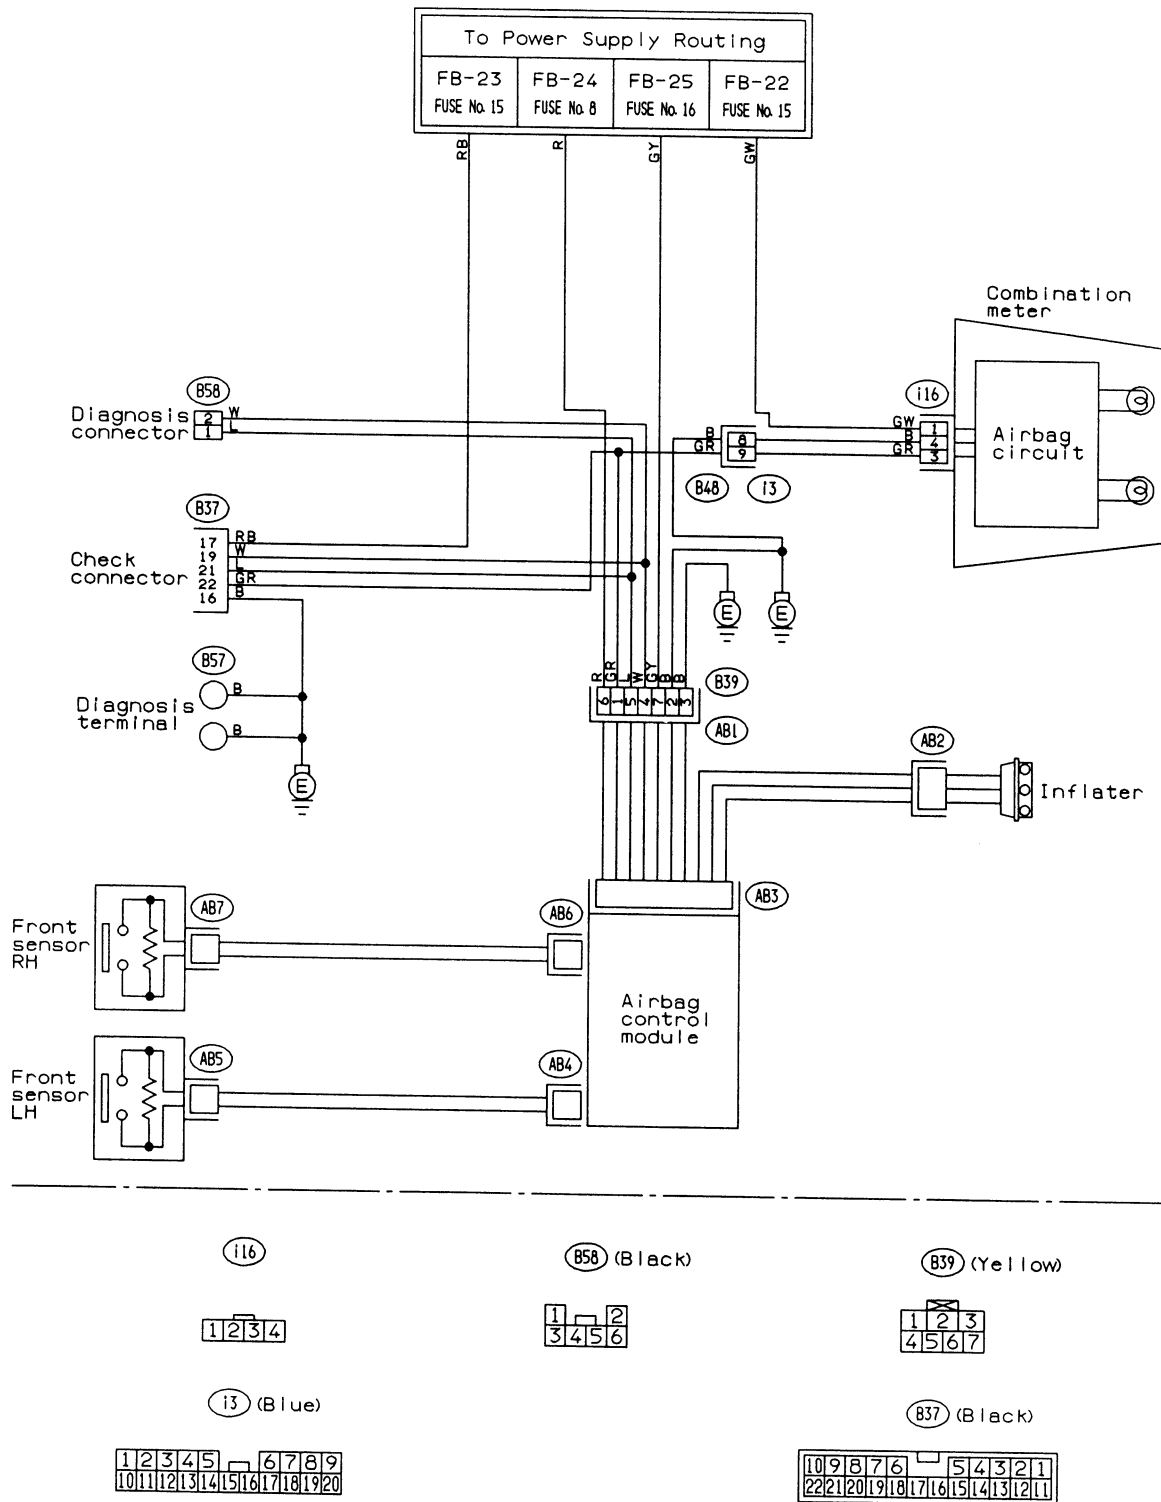 To Power Supply Routing
FB-23 FB-24 FB-25 FB-22
FUSE No. 15 FUSE No. 8 FUSE No. 16 FUSE No. 15
RB R GY GW
Combination
meter
B58
Diagnosis
connector
2 W
1 L
i16
GW 1
B 4
GR 3
Airbag
circuit
B 8
GR 9
B48 i3
B37
Check
connector
17 RB
19 W
21 L
22 GR
16 B
E E
B57
Diagnosis
terminal
B
B
E
R GR L W GY B B
6 1 5 4 7 2 3
B39
AB1
AB2
Inflater
AB3
Front
sensor
RH
AB7
AB6
Airbag
control
module
Front
sensor
LH
AB5
AB4
i16
1 2 3 4
B58 (Black)
1 2
3 4 5 6
B39 (Yellow)
1 2 3
4 5 6 7
i3 (Blue)
1 2 3 4 5 6 7 8 9
10 11 12 13 14 15 16 17 18 19 20
B37 (Black)
10 9 8 7 6 5 4 3 2 1
22 21 20 19 18 17 16 15 14 13 12 11